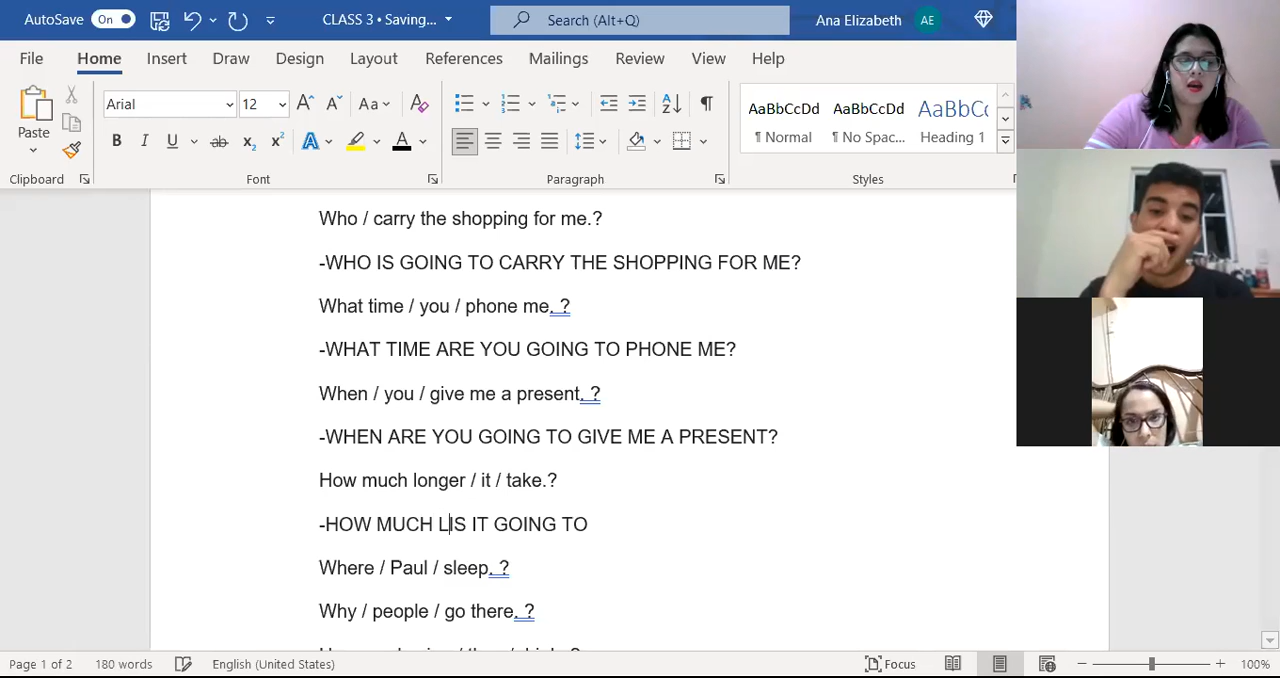 AutoSave On CLASS 3 • Saving... Search (Alt+Q) Ana Elizabeth AE
File Home Insert Draw Design Layout References Mailings Review View Help
Arial 12 Aa
AaBbCcDd AaBbCcDd AaBbCc
Paste B I U ab x2 x2 A A ¶ Normal ¶ No Spac... Heading 1
Clipboard Font Paragraph Styles
Who / carry the shopping for me.?
-WHO IS GOING TO CARRY THE SHOPPING FOR ME?
What time / you / phone me. ?
-WHAT TIME ARE YOU GOING TO PHONE ME?
When / you / give me a present. ?
-WHEN ARE YOU GOING TO GIVE ME A PRESENT?
How much longer / it / take.?
-HOW MUCH LIS IT GOING TO
Where / Paul / sleep. ?
Why / people / go there. ?
Page 1 of 2 180 words English (United States) Focus 100%